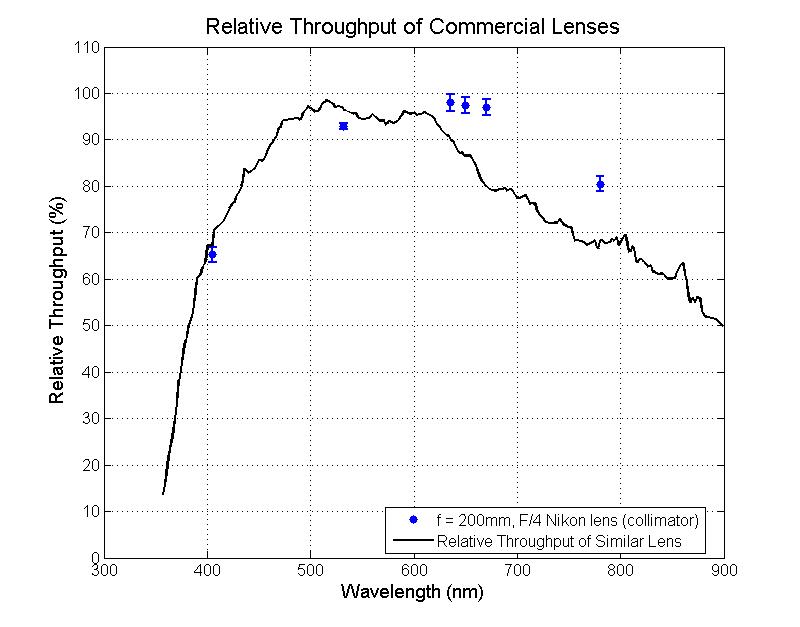 Relative Throughput of Commercial Lenses
110
100
90
80
70
60
50
40
30
20
10
0
Relative Throughput (%)
f = 200mm, F/4 Nikon lens (collimator)
Relative Throughput of Similar Lens
300 400 500 600 700 800 900
Wavelength (nm)